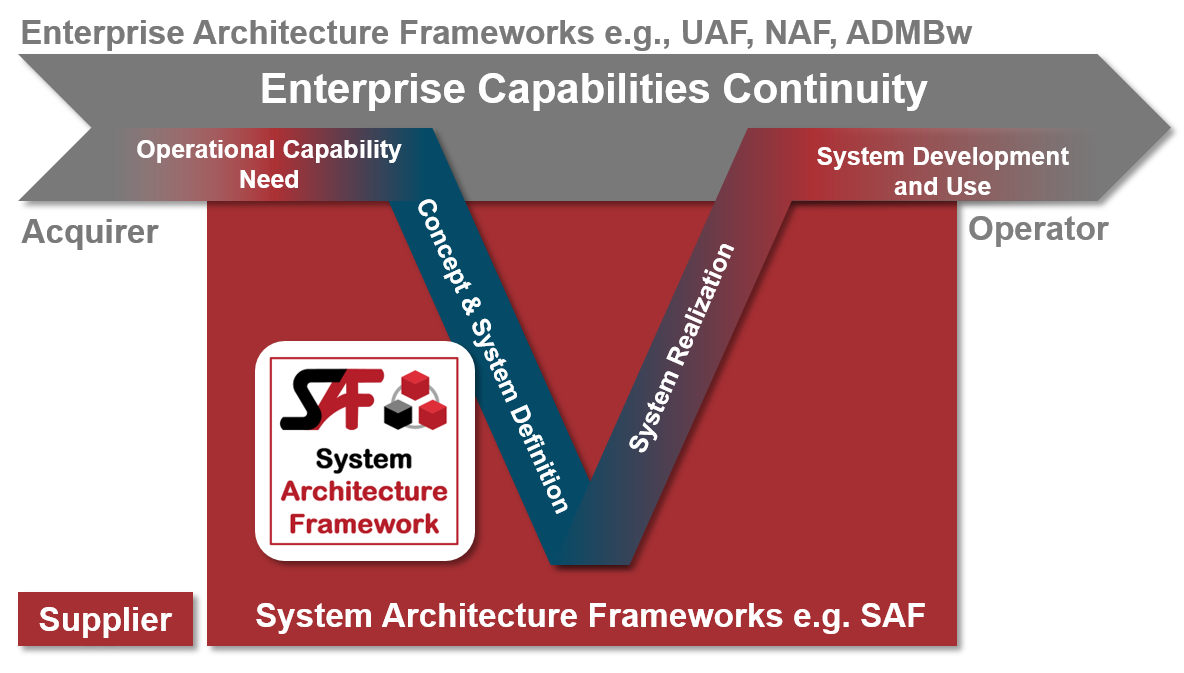 Enterprise Architecture Frameworks e.g., UAF, NAF, ADMBw
Enterprise Capabilities Continuity
Operational Capability
Need
System Development
and Use
Acquirer
Operator
Concept & System Definition
System Realization
SAF
System
Architecture
Framework
Supplier
System Architecture Frameworks e.g. SAF